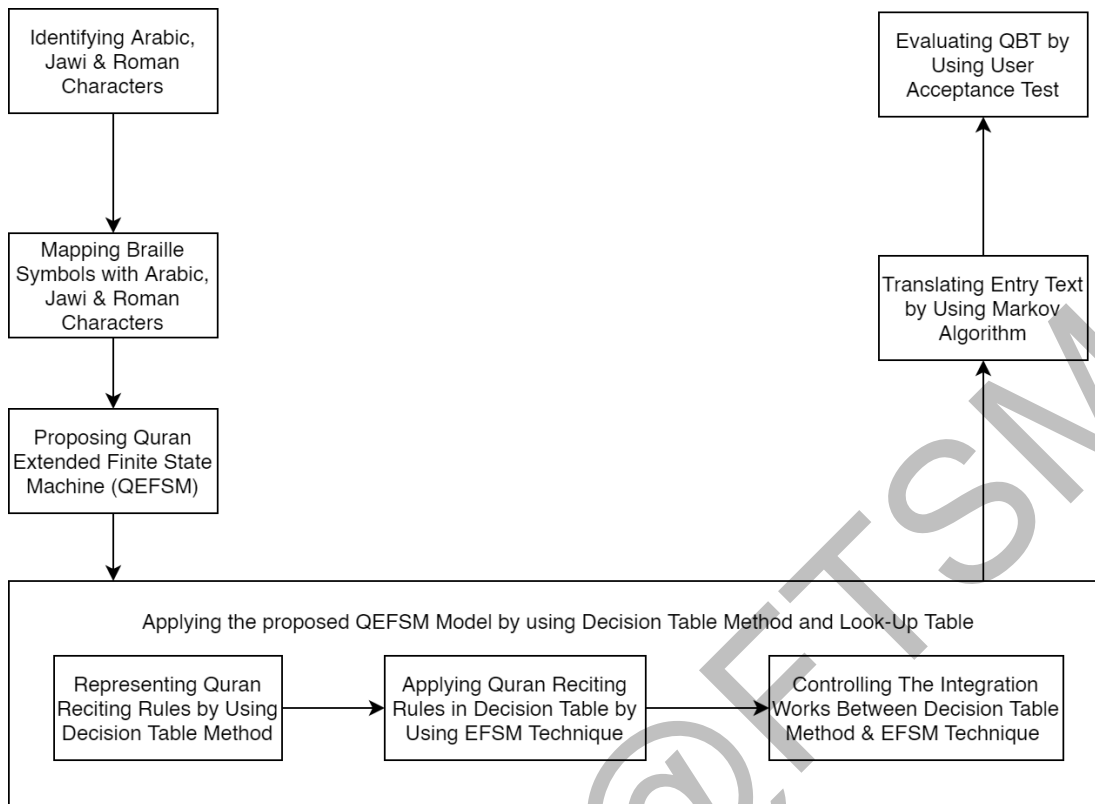 Identifying Arabic,
Jawi & Roman
Characters
Mapping Braille
Symbols with Arabic,
Jawi & Roman
Characters
Proposing Quran
Extended Finite State
Machine (QEFSM)
Applying the proposed QEFSM Model by using Decision Table Method and Look-Up Table
Representing Quran
Reciting Rules by Using
Decision Table Method
Applying Quran Reciting
Rules in Decision Table by
Using EFSM Technique
Controlling The Integration
Works Between Decision Table
Method & EFSM Technique
Translating Entry Text
by Using Markov
Algorithm
Evaluating QBT by
Using User
Acceptance Test
@FTSM